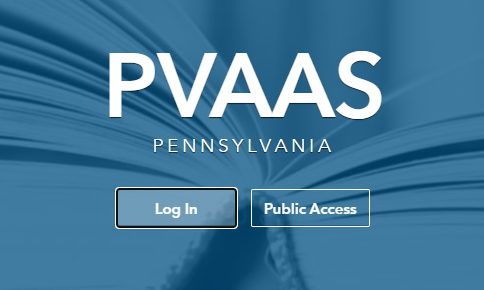 PVAAS
PENNSYLVANIA
Log In Public Access